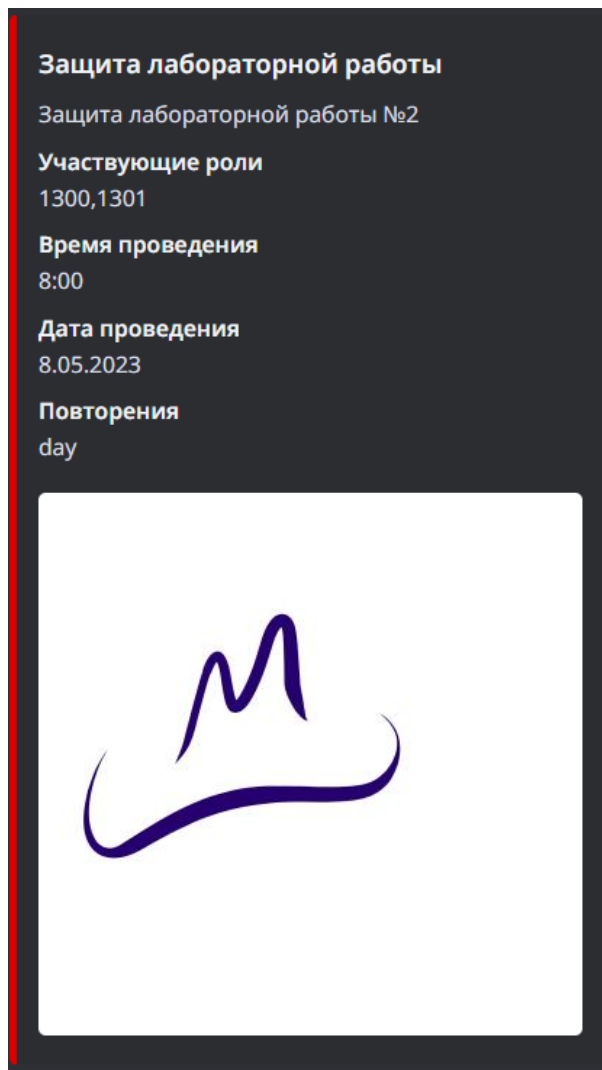 Защита лабораторной работы
Защита лабораторной работы №2
Участвующие роли
1300,1301
Время проведения
8:00
Дата проведения
8.05.2023
Повторения
day